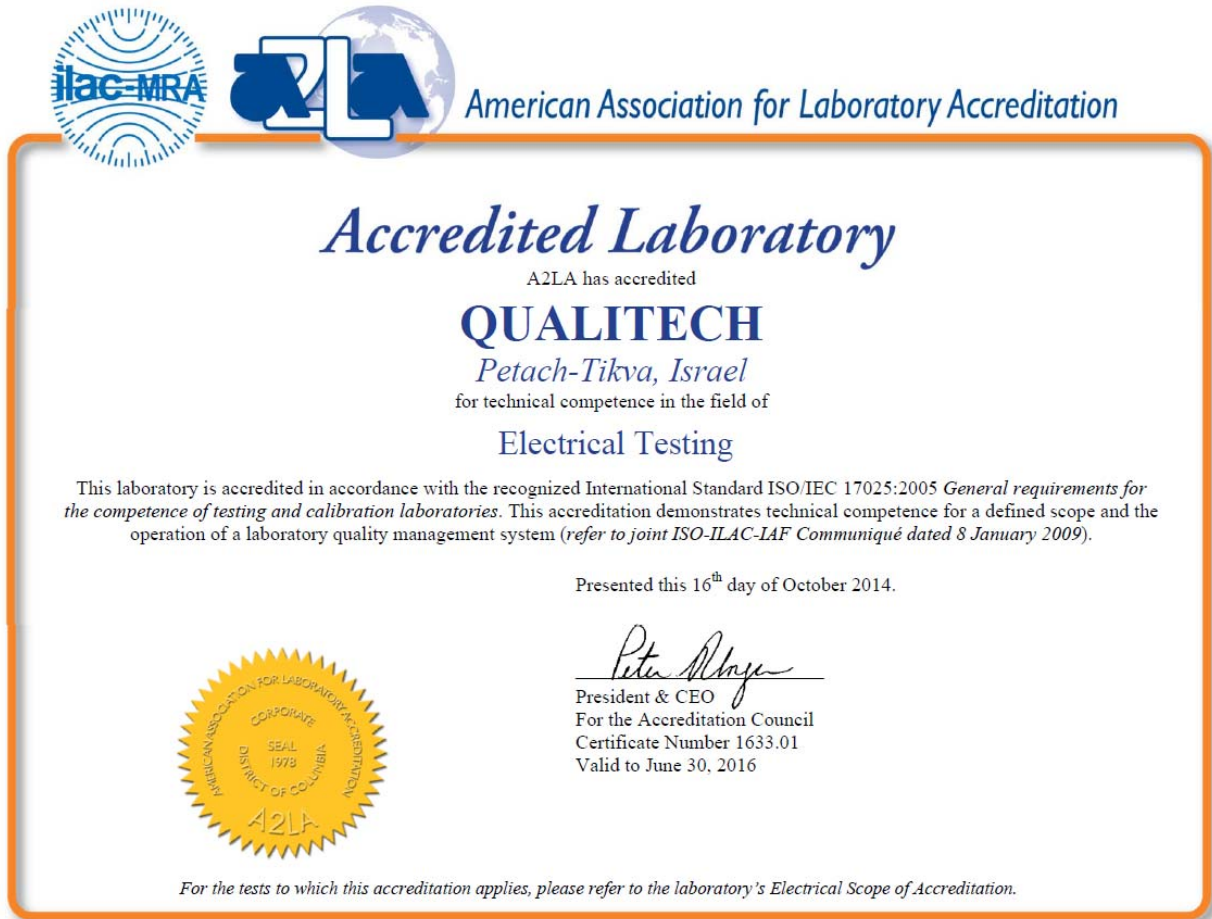 ilac-MRA
a2La
American Association for Laboratory Accreditation
Accredited Laboratory
A2LA has accredited
QUALITECH
Petach-Tikva, Israel
for technical competence in the field of
Electrical Testing
This laboratory is accredited in accordance with the recognized International Standard ISO/IEC 17025:2005 General requirements for
the competence of testing and calibration laboratories. This accreditation demonstrates technical competence for a defined scope and the
operation of a laboratory quality management system (refer to joint ISO-ILAC-IAF Communiqué dated 8 January 2009).
Presented this 16th day of October 2014.
Peter
President & CEO
For the Accreditation Council
Certificate Number 1633.01
Valid to June 30, 2016
AMERICAN ASSOCIATION FOR LABORATORY ACCREDITATION
CORPORATE
SEAL
1978
DISTRICT OF COLUMBIA
A2LA
For the tests to which this accreditation applies, please refer to the laboratory's Electrical Scope of Accreditation.